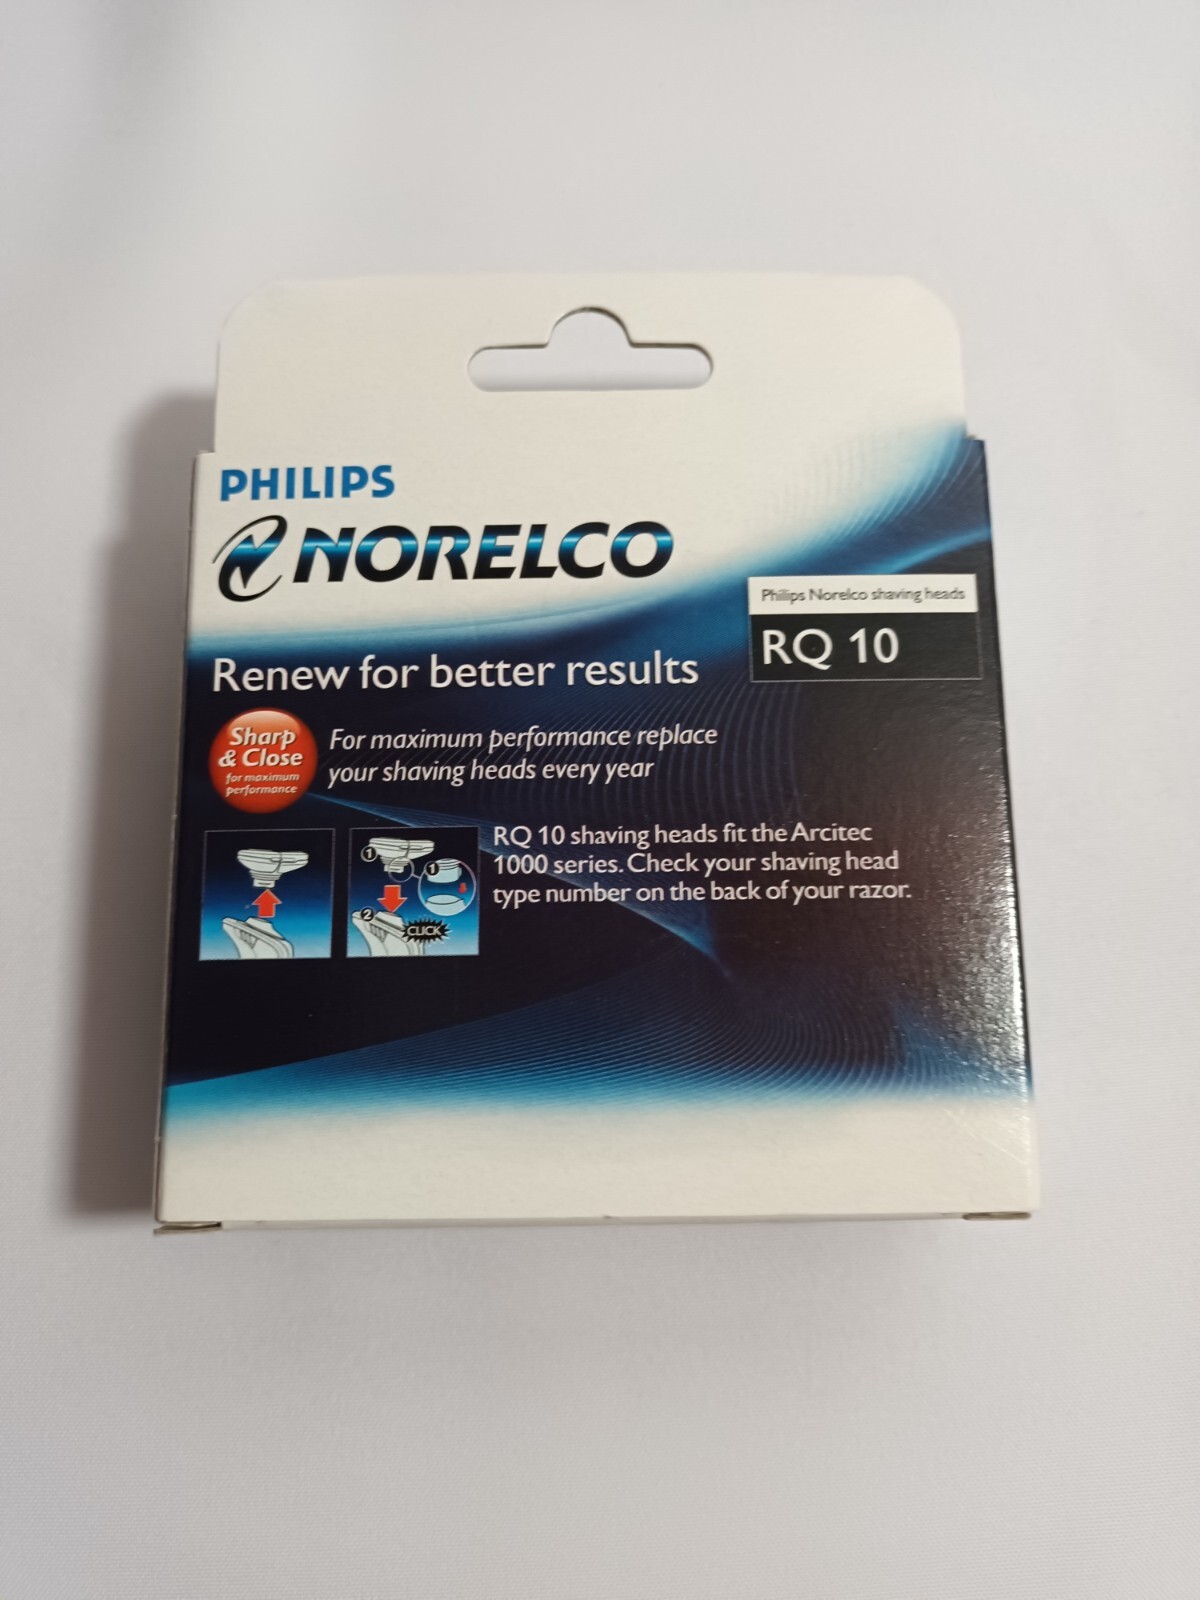 PHILIPS
NORELCO
Philips Norelco shaving heads
RQ 10
Renew for better results
Sharp
& Close
for maximum
performance
For maximum performance replace
your shaving heads every year
1
1
2
CLICK
RQ 10 shaving heads fit the Arcitec
1000 series. Check your shaving head
type number on the back of your razor.